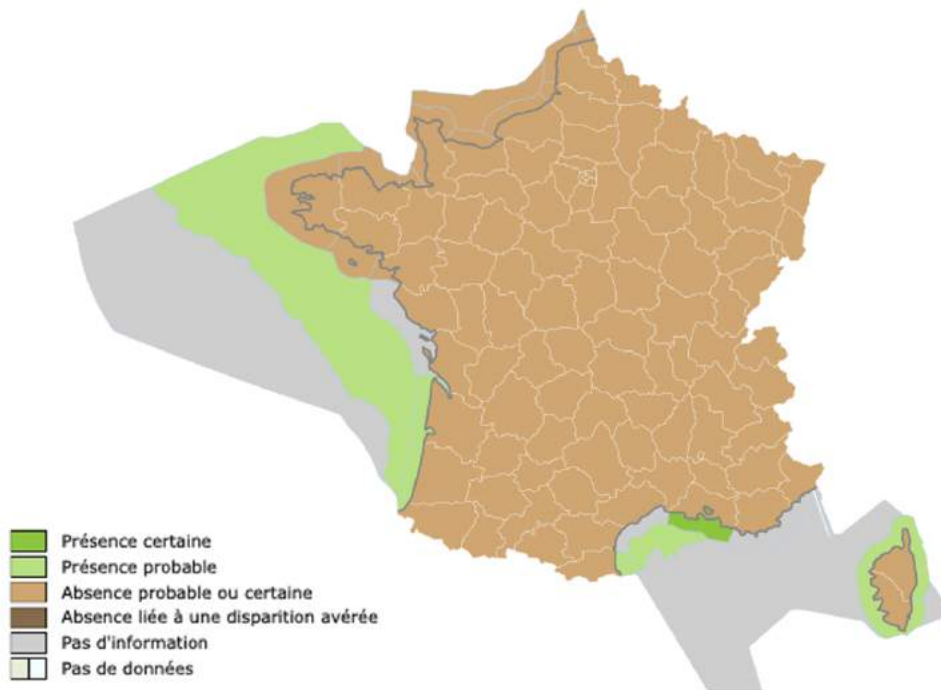 Présence certaine
Présence probable
Absence probable ou certaine
Absence liée à une disparition avérée
Pas d'information
Pas de données